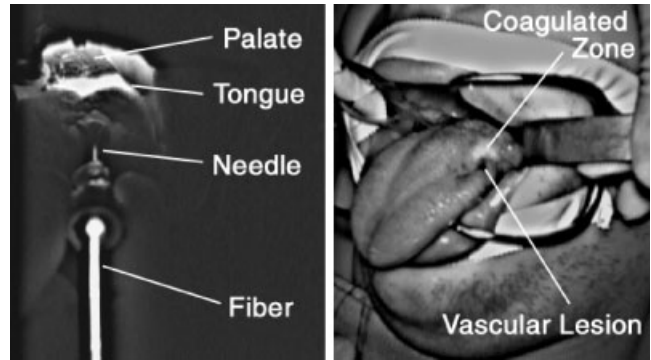 Palate
Tongue
Needle
Fiber
Coagulated
Zone
Vascular Lesion